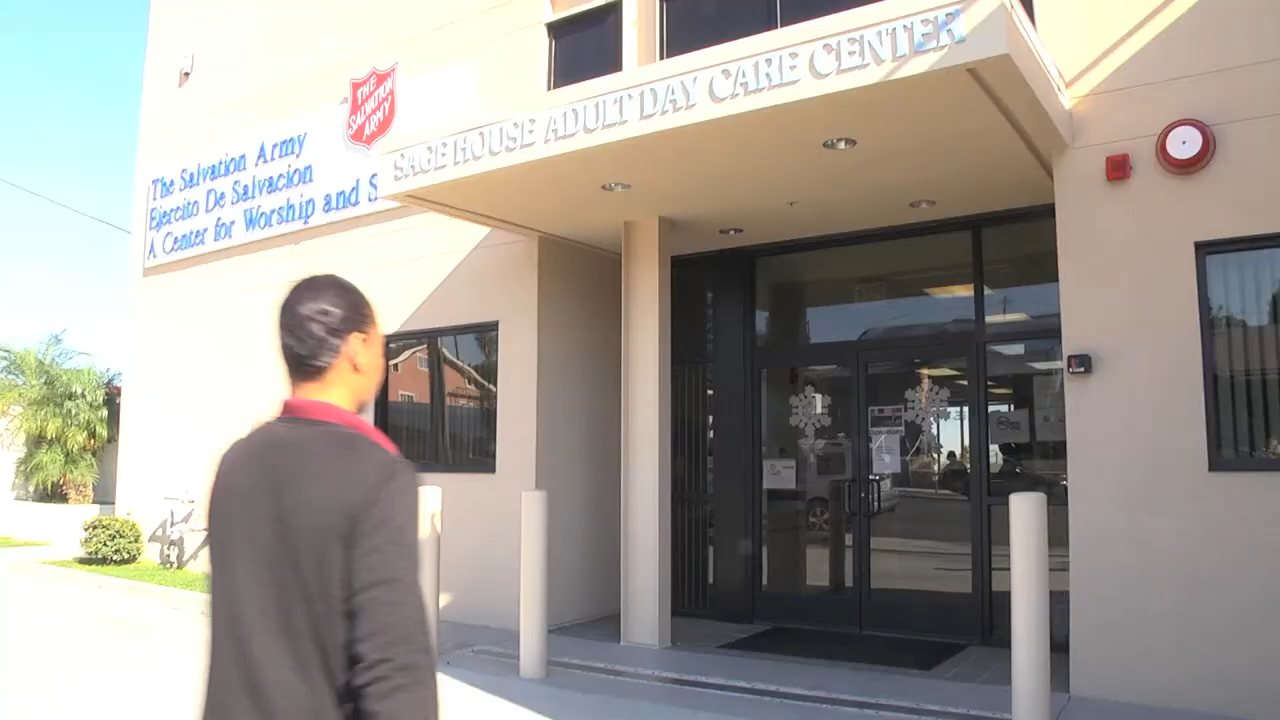 THE
SALVATION
ARMY
The Salvation Army
Ejercito De Salvacion
A Center for Worship and S
SAGE HOUSE ADULT DAY CARE CENTER
Donations